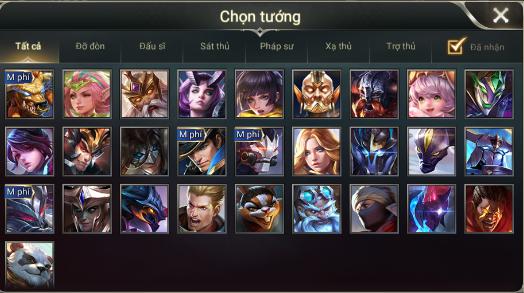 Chọn tướng
Tất cả Đỡ đòn Đấu sĩ Sát thủ Pháp sư Xạ thủ Trợ thủ Đã nhận
M phí
M phí M phí
M phí